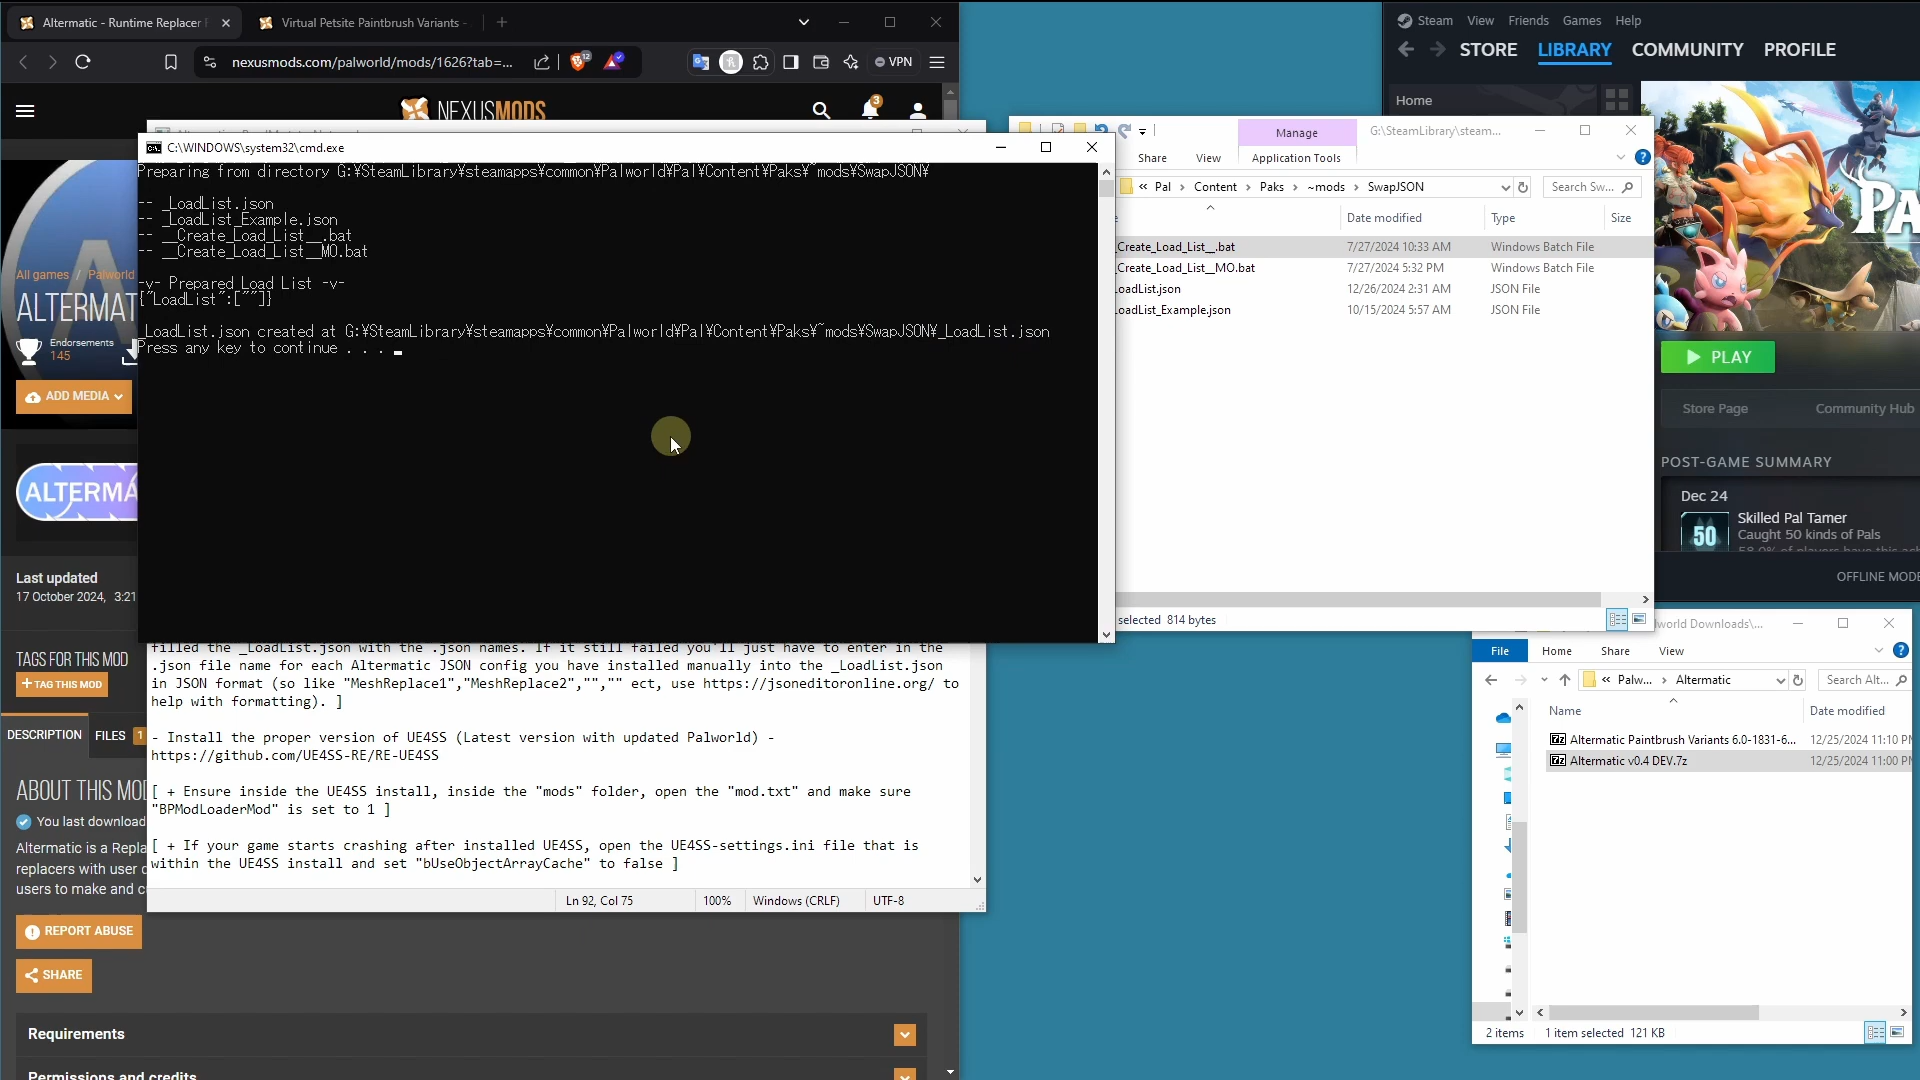 Altermatic - Runtime Replacer
Virtual Petsite Paintbrush Variants -
nexusmods.com/palworld/mods/1626?tab=...
VPN
NEXUSMODS
3
All games / Palworld
ALTERMAT
Endorsements
145
ADD MEDIA
ALTERMA
Last updated
17 October 2024, 3:21
TAGS FOR THIS MOD
+ TAG THIS MOD
DESCRIPTION
FILES 1
ABOUT THIS MO
You last download
Altermatic is a Repla
replacers with user c
users to make and c
REPORT ABUSE
SHARE
Requirements
Permissions and credits
C:\WINDOWS\system32\cmd.exe
Preparing from directory G:¥SteamLibrary¥steamapps¥common¥Palworld¥Pal¥Content¥Paks¥~mods¥SwapJSON¥
-- _LoadList.json
-- _LoadList_Example.json
-- __Create_Load_List__.bat
-- __Create_Load_List__MO.bat
-v- Prepared Load List -v-
{"LoadList":[""]}
_LoadList.json created at G:¥SteamLibrary¥steamapps¥common¥Palworld¥Pal¥Content¥Paks¥~mods¥SwapJSON¥_LoadList.json
Press any key to continue . . .
filled the _LoadList.json with the .json names. If it still failed you'll just have to enter in the
.json file name for each Altermatic JSON config you have installed manually into the _LoadList.json
in JSON format (so like "MeshReplace1","MeshReplace2","","" ect, use https://jsoneditoronline.org/ to
help with formatting). ]
- Install the proper version of UE4SS (Latest version with updated Palworld) -
https://github.com/UE4SS-RE/RE-UE4SS
[ + Ensure inside the UE4SS install, inside the "mods" folder, open the "mod.txt" and make sure
"BPModLoaderMod" is set to 1 ]
[ + If your game starts crashing after installed UE4SS, open the UE4SS-settings.ini file that is
within the UE4SS install and set "bUseObjectArrayCache" to false ]
Ln 92, Col 75
100%
Windows (CRLF)
UTF-8
Manage
G:\SteamLibrary\steam...
Share
View
Application Tools
« Pal > Content > Paks > ~mods > SwapJSON
Search Sw...
Date modified
Type
Size
_Create_Load_List__.bat 7/27/2024 10:33 AM Windows Batch File
_Create_Load_List__MO.bat 7/27/2024 5:32 PM Windows Batch File
LoadList.json 12/26/2024 2:31 AM JSON File
LoadList_Example.json 10/15/2024 5:57 AM JSON File
selected 814 bytes
Steam View Friends Games Help
STORE LIBRARY COMMUNITY PROFILE
Home
PA
PLAY
Store Page
Community Hub
POST-GAME SUMMARY
Dec 24
50
Skilled Pal Tamer
Caught 50 kinds of Pals
OFFLINE MODE
world Downloads\...
File
Home
Share
View
« Palw... > Altermatic
Search Alt...
Name
Date modified
Altermatic Paintbrush Variants 6.0-1831-6... 12/25/2024 11:10 PM
Altermatic v0.4 DEV.7z 12/25/2024 11:00 PM
2 items
1 item selected 121 KB